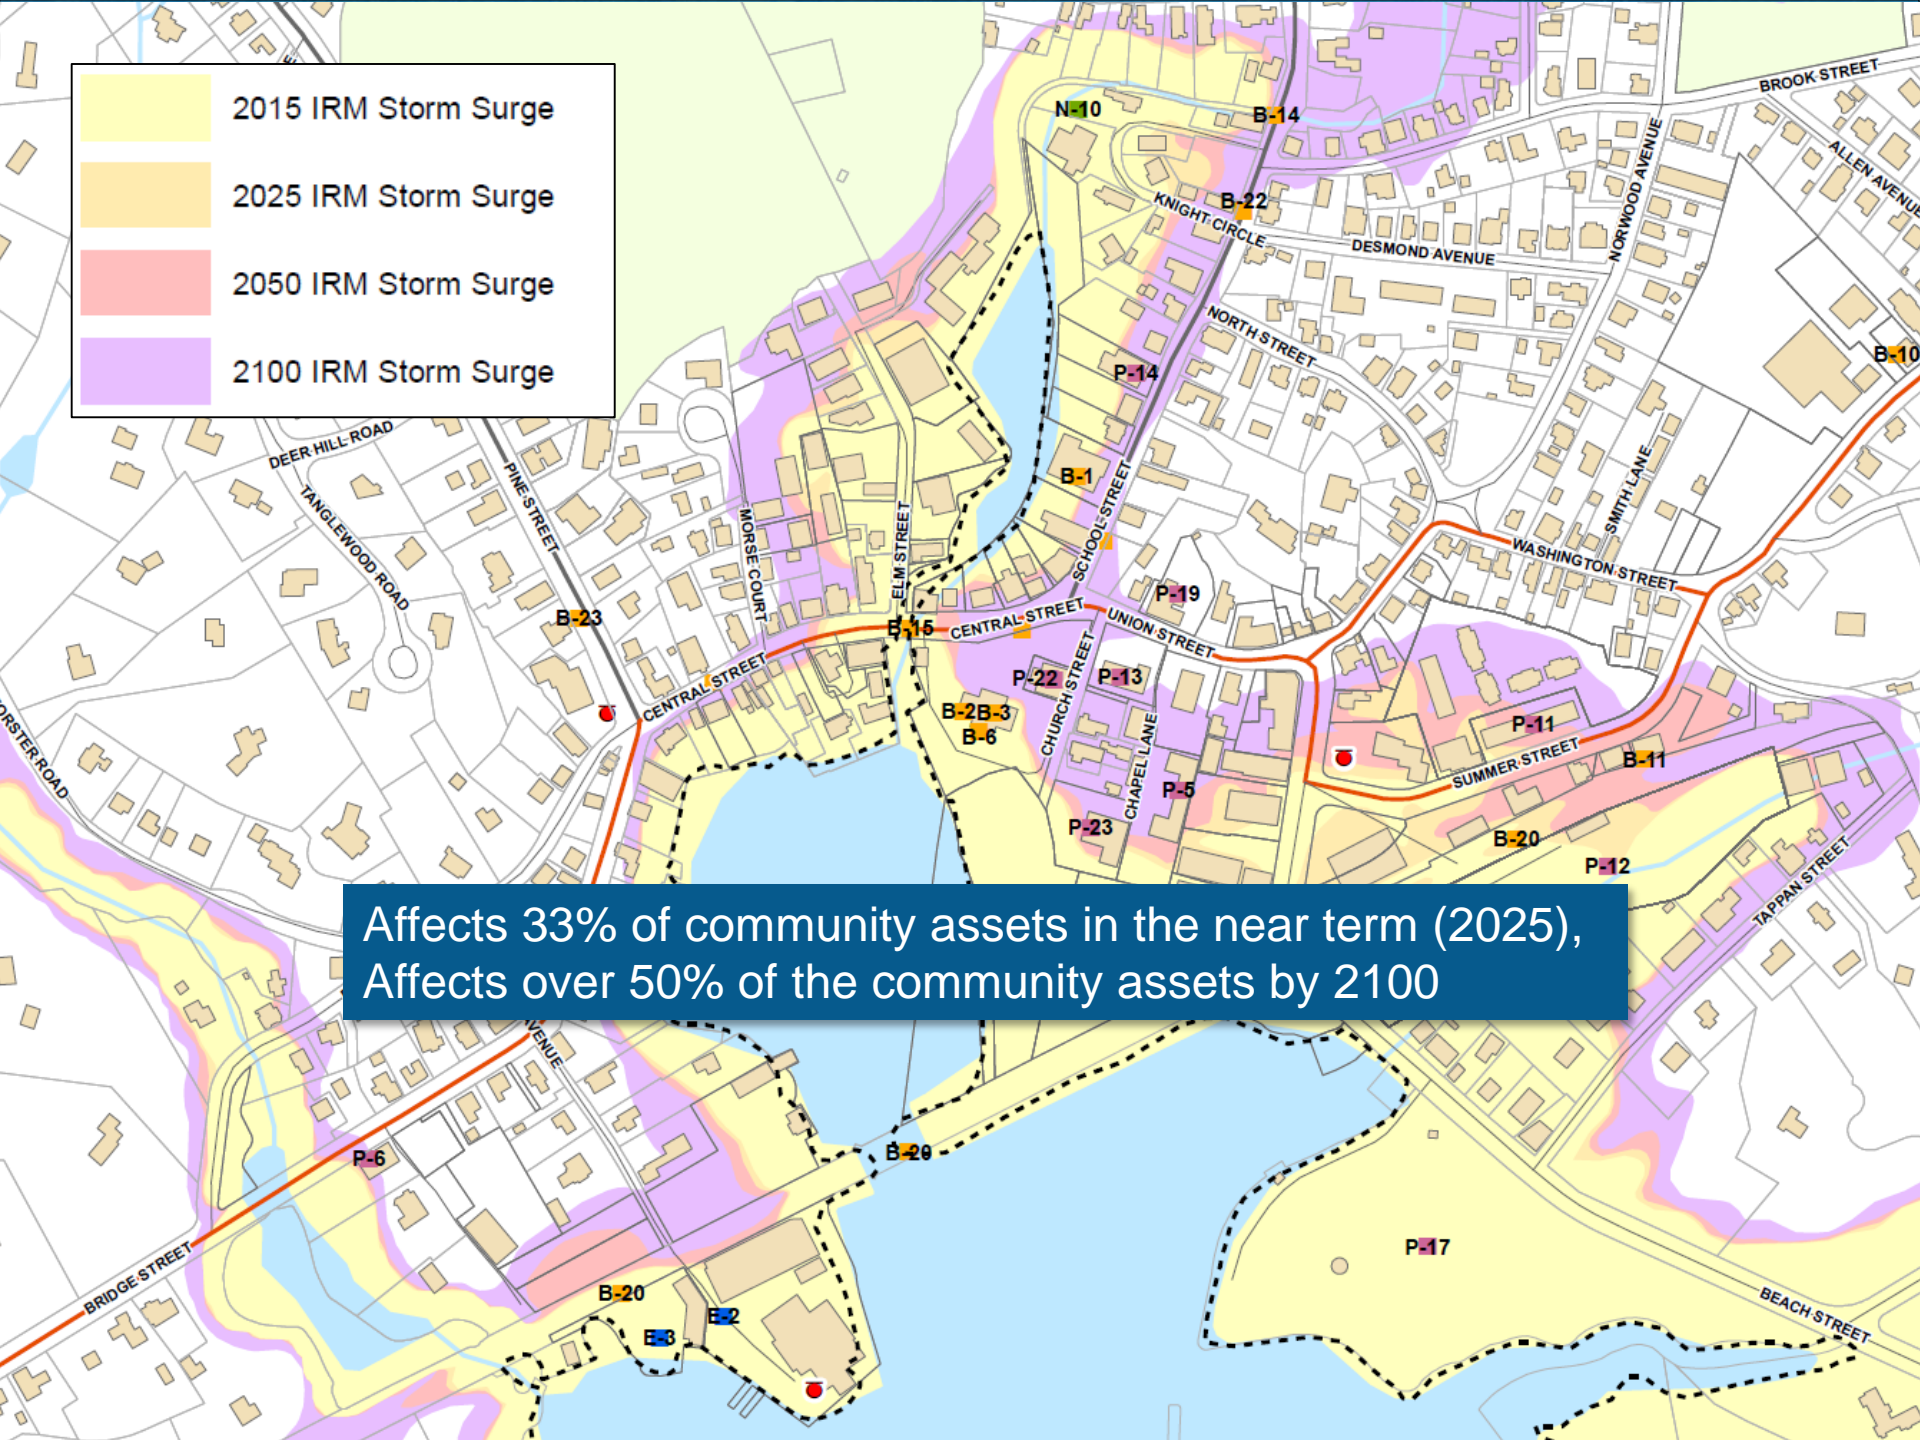 2015 IRM Storm Surge
2025 IRM Storm Surge
2050 IRM Storm Surge
2100 IRM Storm Surge
BROOK STREET
N-10
B-14
ALLEN AVENUE
NORWOOD AVENUE
B-22
KNIGHT CIRCLE
DESMOND AVENUE
NORTH STREET
B-10
P-14
DEER HILL ROAD
PINE STREET
TANGLEWOOD ROAD
MORSE COURT
ELM STREET
B-1
SCHOOL STREET
SMITH LANE
WASHINGTON STREET
P-19
B-23
B-15
CENTRAL STREET
UNION STREET
CENTRAL STREET
P-22
P-13
CHURCH STREET
B-2
B-3
B-6
CHAPEL LANE
P-11
SUMMER STREET
B-11
P-5
P-23
B-20
P-12
TAPPAN STREET
Affects 33% of community assets in the near term (2025),
Affects over 50% of the community assets by 2100
P-6
B-20
P-17
BRIDGE STREET
B-20
E-2
E-3
BEACH STREET